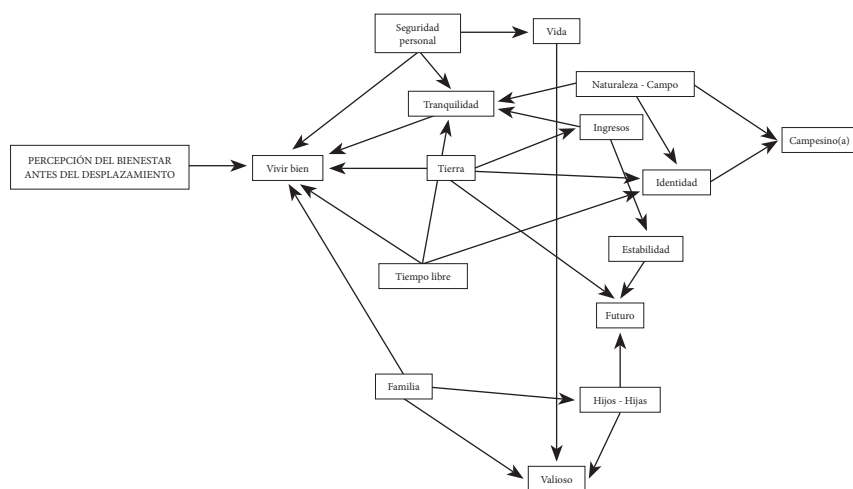 Seguridad
personal
Vida
Naturaleza - Campo
Tranquilidad
Ingresos
Campesino(a)
PERCEPCIÓN DEL BIENESTAR
ANTES DEL DESPLAZAMIENTO
Vivir bien
Tierra
Identidad
Estabilidad
Tiempo libre
Futuro
Familia
Hijos - Hijas
Valioso